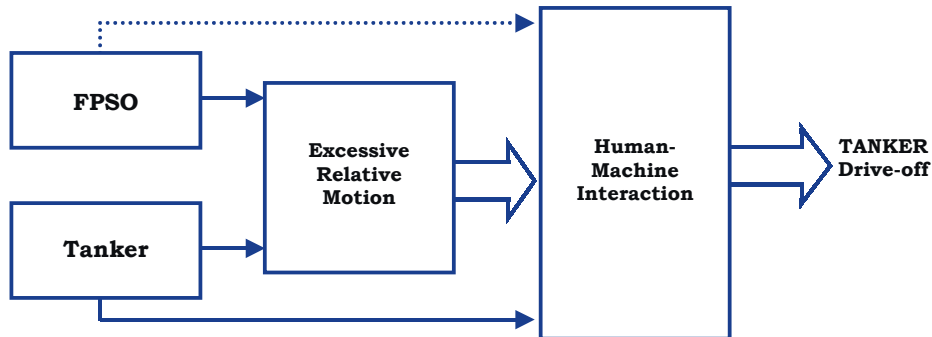 FPSO
Tanker
Excessive
Relative
Motion
Human-
Machine
Interaction
TANKER
Drive-off